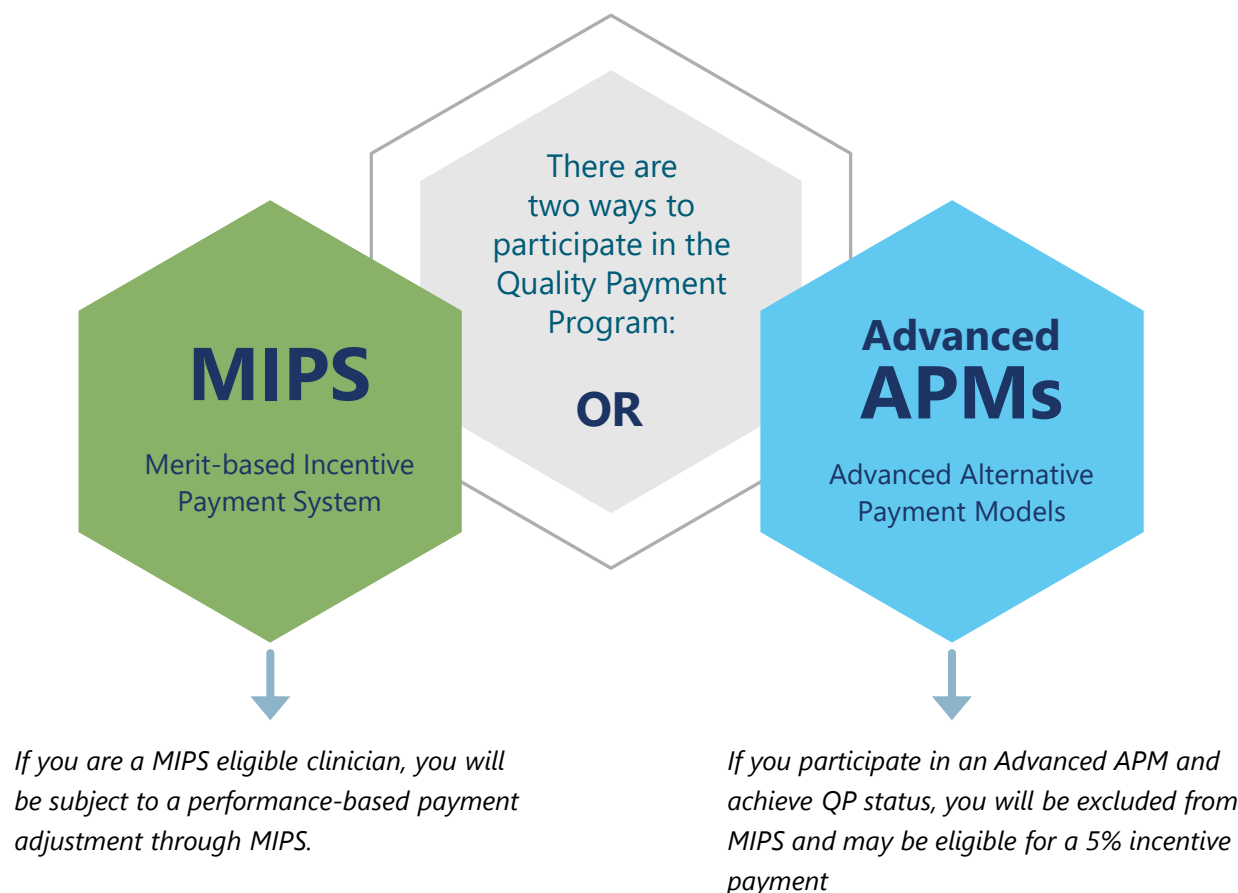 There are
two ways to
participate in the
Quality Payment
Program:
OR
MIPS
Merit-based Incentive
Payment System
Advanced
APMs
Advanced Alternative
Payment Models
If you are a MIPS eligible clinician, you will
be subject to a performance-based payment
adjustment through MIPS.
If you participate in an Advanced APM and
achieve QP status, you will be excluded from
MIPS and may be eligible for a 5% incentive
payment